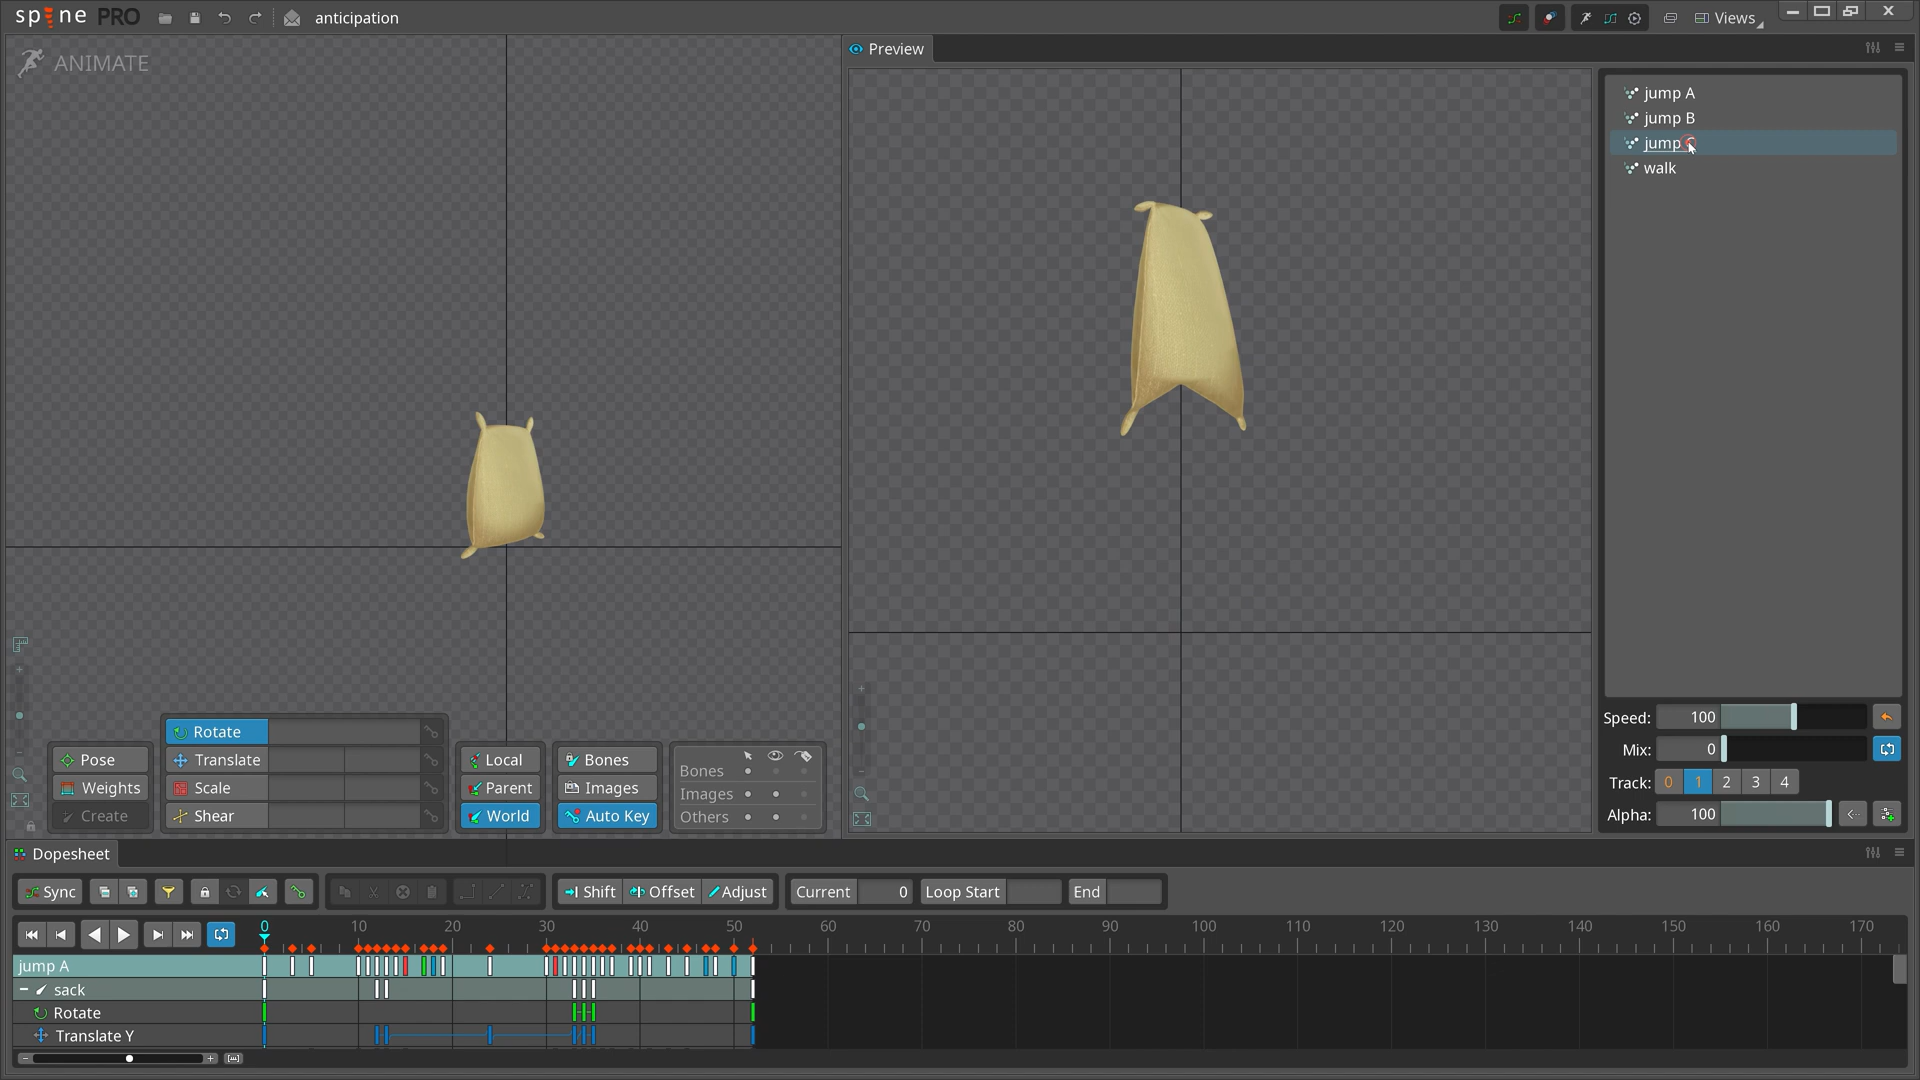 spine PRO
anticipation
Views
ANIMATE
Preview
jump A
jump B
jump
walk
Rotate
Translate
Scale
Shear
Pose
Weights
Create
Local
Parent
World
Bones
Images
Auto Key
Bones
Images
Others
Speed: 100
Mix: 0
Track: 0 1 2 3 4
Alpha: 100
Dopesheet
Sync
Shift
Offset
Adjust
Current 0
Loop Start
End
0 10 20 30 40 50 60 70 80 90 100 110 120 130 140 150 160 170
jump A
sack
Rotate
Translate Y